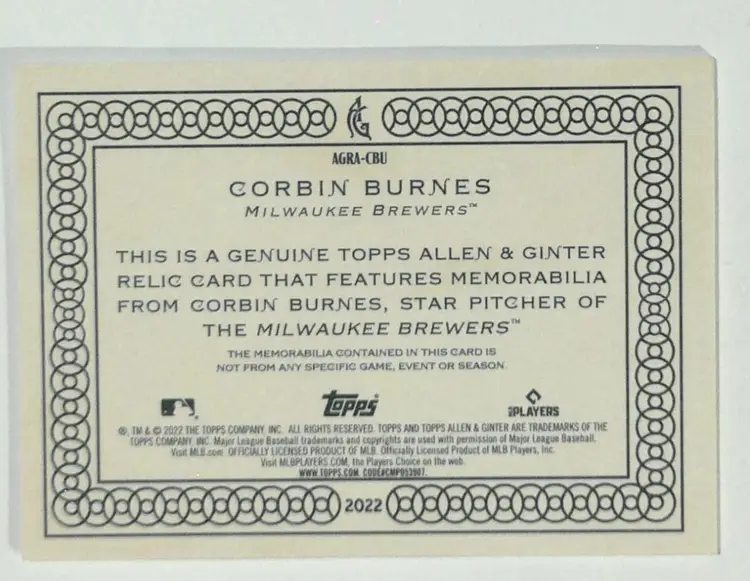 AG
AGRA-CBU
CORBIN BURNES
MILWAUKEE BREWERS™
THIS IS A GENUINE TOPPS ALLEN & GINTER
RELIC CARD THAT FEATURES MEMORABILIA
FROM CORBIN BURNES, STAR PITCHER OF
THE MILWAUKEE BREWERS™
THE MEMORABILIA CONTAINED IN THIS CARD IS
NOT FROM ANY SPECIFIC GAME, EVENT OR SEASON.
Topps® PLAYERS
®, TM & © 2022 THE TOPPS COMPANY, INC. ALL RIGHTS RESERVED. TOPPS AND TOPPS ALLEN & GINTER ARE TRADEMARKS OF THE
TOPPS COMPANY, INC. Major League Baseball trademarks and copyrights are used with permission of Major League Baseball.
Visit MLB.com. OFFICIALLY LICENSED PRODUCT OF MLB. Officially Licensed Product of MLB Players, Inc.
Visit MLBPLAYERS.COM, the Players Choice on the web.
WWW.TOPPS.COM. CODE#CMP053987.
2022